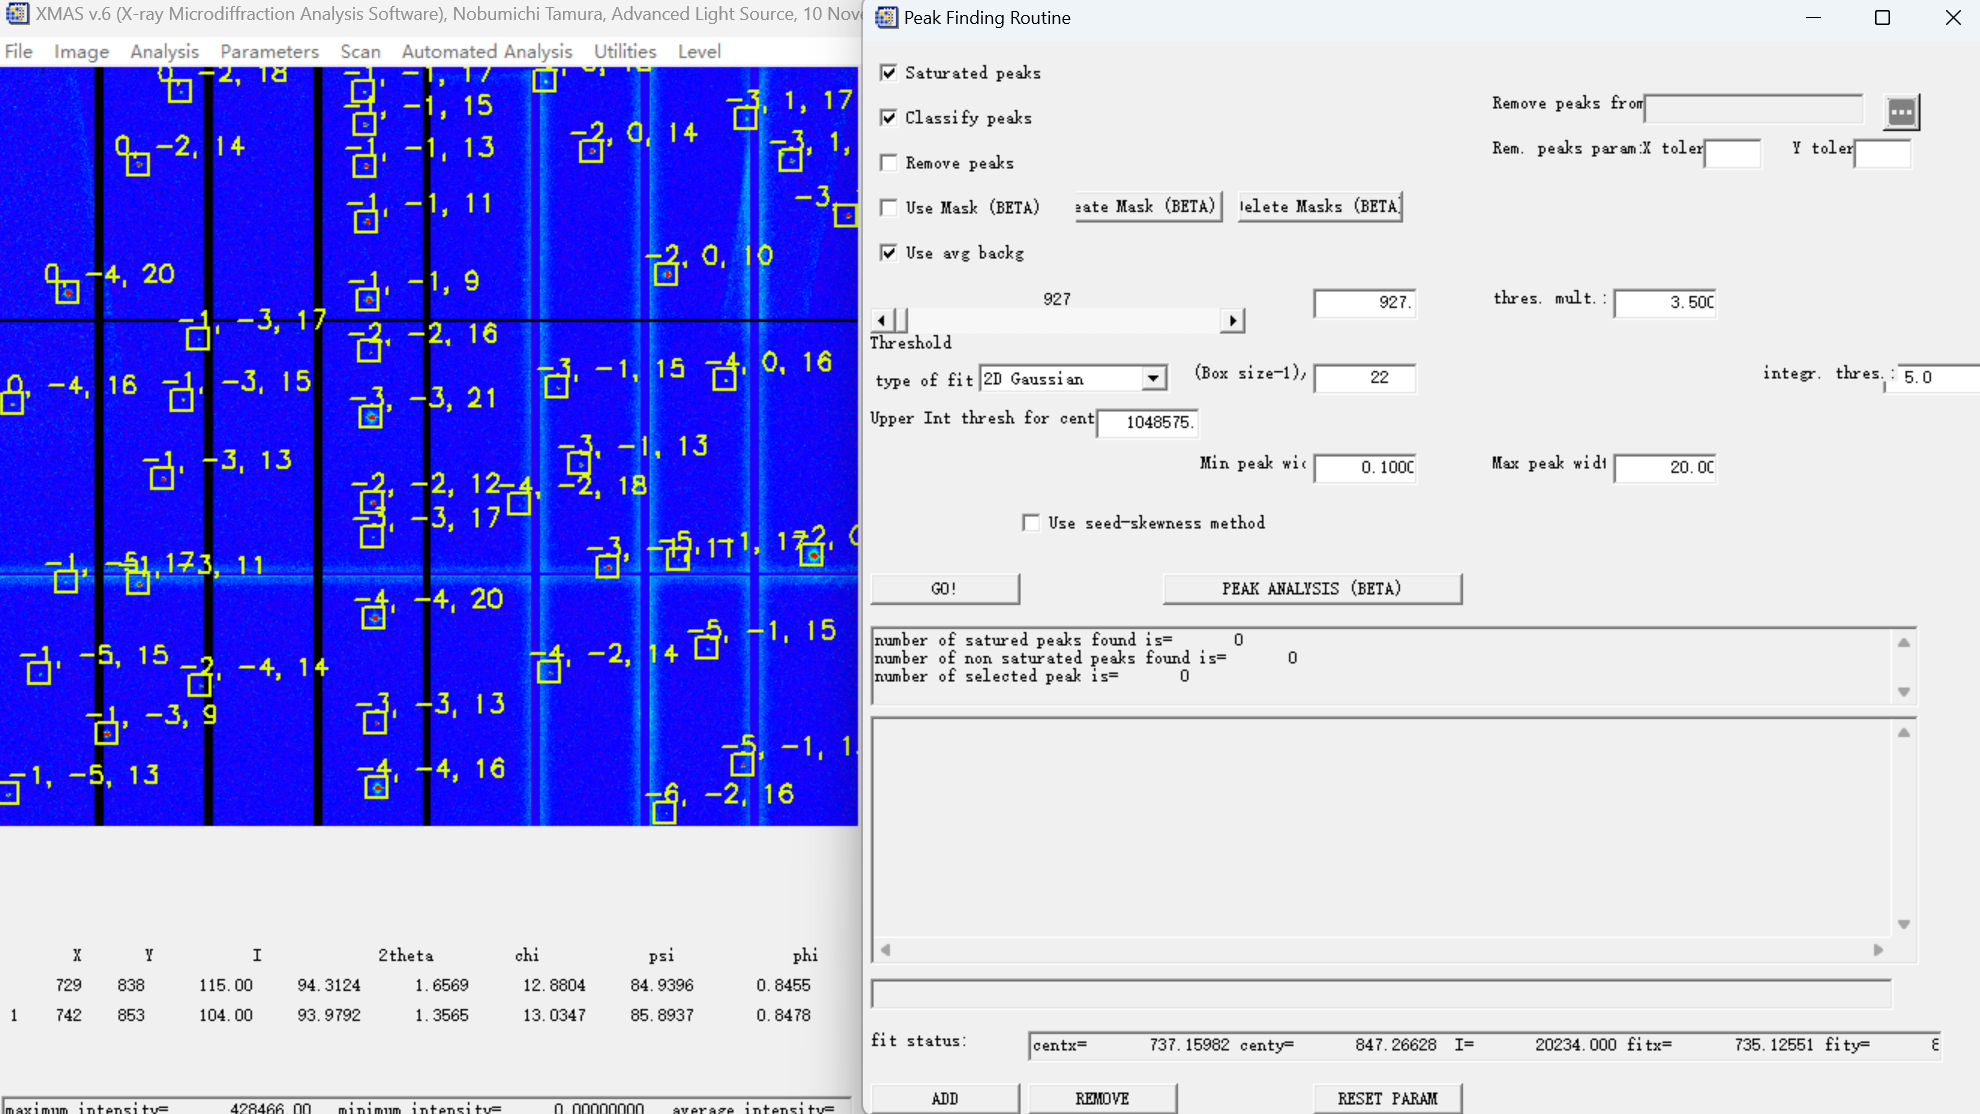 XMAS v.6 (X-ray Microdiffraction Analysis Software), Nobumichi Tamura, Advanced Light Source, 10 Nove
File Image Analysis Parameters Scan Automated Analysis Utilities Level
0, -2, 18
-1, -1, 17
-1, -1, 15
-3, 1, 17
0, -2, 14
-1, -1, 13
-2, 0, 14
-3, 1,
-1, -1, 11
-3,
0, -4, 20
-1, -1, 9
-2, 0, 10
-1, -3, 17
-2, -2, 16
0, -4, 16
-1, -3, 15
-3, -1, 15
-4, 0, 16
-3, -3, 21
-1, -3, 13
-3, -1, 13
-2, -2, 12
-4, -2, 18
-3, -3, 17
-1, -5, 17
-3, 11
-3,
-5, -1, 17
-2, 0
-4, -4, 20
-5, -1, 15
-1, -5, 15
-2, -4, 14
-4, -2, 14
-1, -3, 9
-3, -3, 13
-5, -1, 1
-1, -5, 13
-4, -4, 16
-6, -2, 16
X Y I 2theta chi psi phi
729 838 115.00 94.3124 1.6569 12.8804 84.9396 0.8455
1 742 853 104.00 93.9792 1.3565 13.0347 85.8937 0.8478
maximum intensity= 428466.00 minimum intensity= 0.00000000 average intensity=
Peak Finding Routine
Saturated peaks
Classify peaks
Remove peaks from
Remove peaks
Rem. peaks param:X toler
Y toler
Use Mask (BETA)
eate Mask (BETA)
elete Masks (BETA
Use avg backg
927
927.
thres. mult.:
3.500
Threshold
type of fit 2D Gaussian
(Box size-1),
22
integr. thres.:
5.0
Upper Int thresh for cent
1048575.
Min peak wic
0.1000
Max peak widt
20.00
Use seed-skewness method
GO!
PEAK ANALYSIS (BETA)
number of satured peaks found is= 0
number of non saturated peaks found is= 0
number of selected peak is= 0
fit status:
centx= 737.15982 centy= 847.26628 I= 20234.000 fitx= 735.12551 fity=
ADD
REMOVE
RESET PARAM